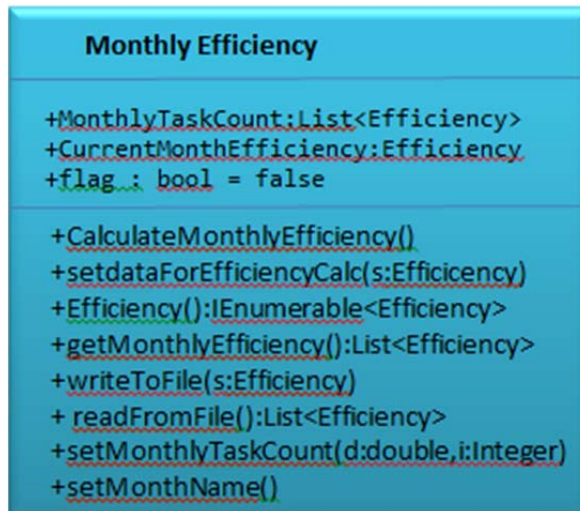 Monthly Efficiency
+MonthlyTaskCount:List<Efficiency>
+CurrentMonthEfficiency:Efficiency
+flag : bool = false
+CalculateMonthlyEfficiency()
+setdataForEfficiencyCalc(s:Efficicency)
+Efficiency():IEnumerable<Efficiency>
+getMonthlyEfficiency():List<Efficiency>
+writeToFile(s:Efficiency)
+ readFromFile():List<Efficiency>
+setMonthlyTaskCount(d:double,i:Integer)
+setMonthName()